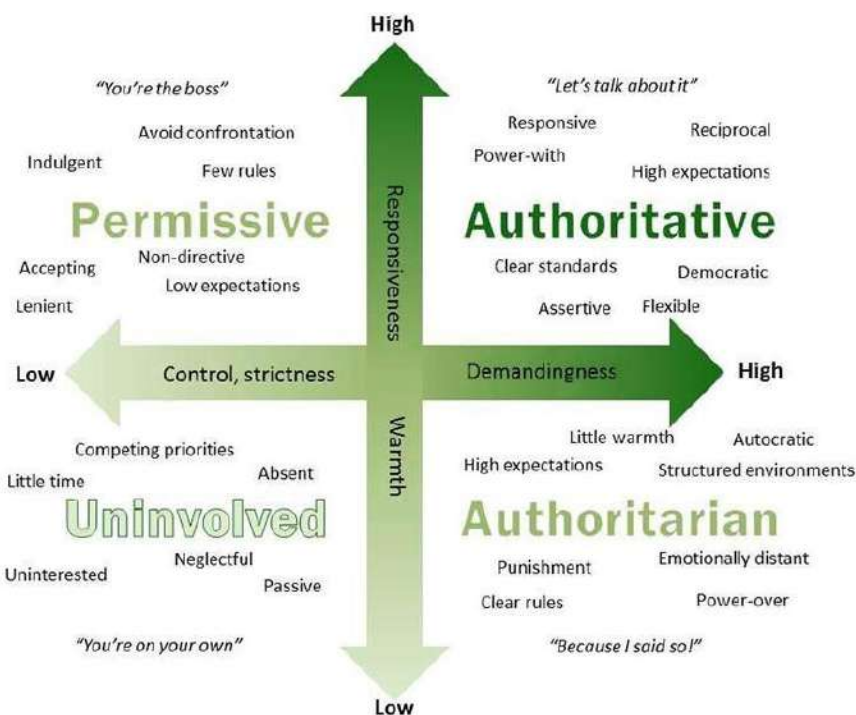 High
"You're the boss"
Avoid confrontation
Indulgent
Few rules
Permissive
Accepting
Non-directive
Low expectations
Lenient
"Let's talk about it"
Responsive
Reciprocal
Power-with
High expectations
Authoritative
Clear standards
Democratic
Assertive
Flexible
Responsiveness
Low
Control, strictness
Demandingness
High
Warmth
Competing priorities
Little time
Absent
Uninvolved
Neglectful
Uninterested
Passive
"You're on your own"
Little warmth
Autocratic
High expectations
Structured environments
Authoritarian
Punishment
Emotionally distant
Clear rules
Power-over
"Because I said so!"
Low